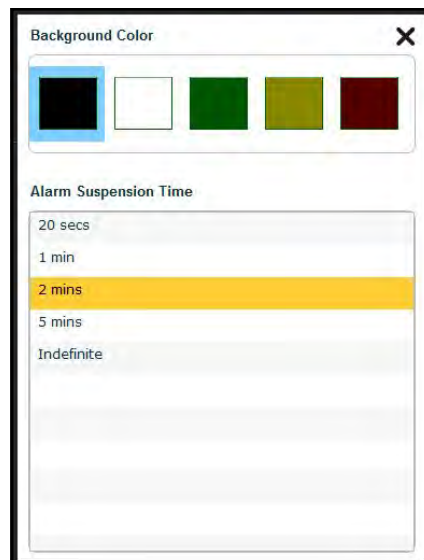 Background Color
Alarm Suspension Time
20 secs
1 min
2 mins
5 mins
Indefinite